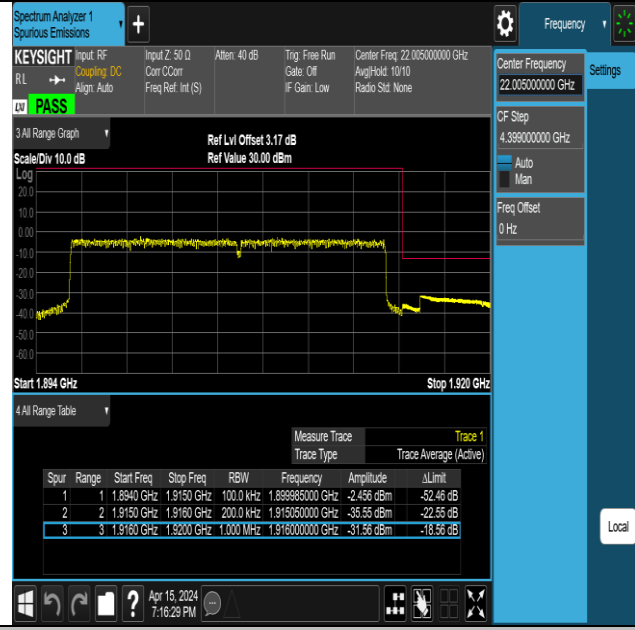 Spectrum Analyzer 1
Spurious Emissions
+
Frequency
KEYSIGHT
RL
LXI
PASS
Input: RF
Coupling: DC
Align: Auto
Input Z: 50 Ω
Corr CCorr
Freq Ref: Int (S)
Atten: 40 dB
Trig: Free Run
Gate: Off
IF Gain: Low
Center Freq: 22.005000000 GHz
Avg|Hold: 10/10
Radio Std: None
Center Frequency
22.005000000 GHz
Settings
CF Step
4.399000000 GHz
Auto
Man
Freq Offset
0 Hz
3 All Range Graph
Scale/Div 10.0 dB
Ref Lvl Offset 3.17 dB
Ref Value 30.00 dBm
Log
20.0
10.0
0.00
-10.0
-20.0
-30.0
-40.0
-50.0
-60.0
Start 1.894 GHz
Stop 1.920 GHz
4 All Range Table
Measure Trace Trace 1
Trace Type Trace Average (Active)
Spur Range Start Freq Stop Freq RBW Frequency Amplitude ΔLimit
1 1 1.8940 GHz 1.9150 GHz 100.0 kHz 1.899985000 GHz -2.456 dBm -52.46 dB
2 2 1.9150 GHz 1.9160 GHz 200.0 kHz 1.915050000 GHz -35.55 dBm -22.55 dB
3 3 1.9160 GHz 1.9200 GHz 1.000 MHz 1.916000000 GHz -31.56 dBm -18.56 dB
Local
?
Apr 15, 2024
7:16:29 PM